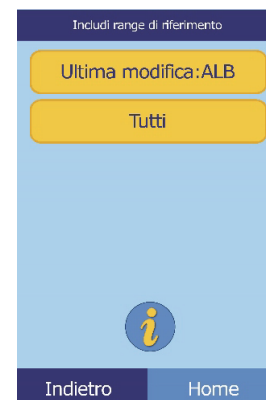 Includi range di riferimento
Ultima modifica:ALB
Tutti
i
Indietro Home